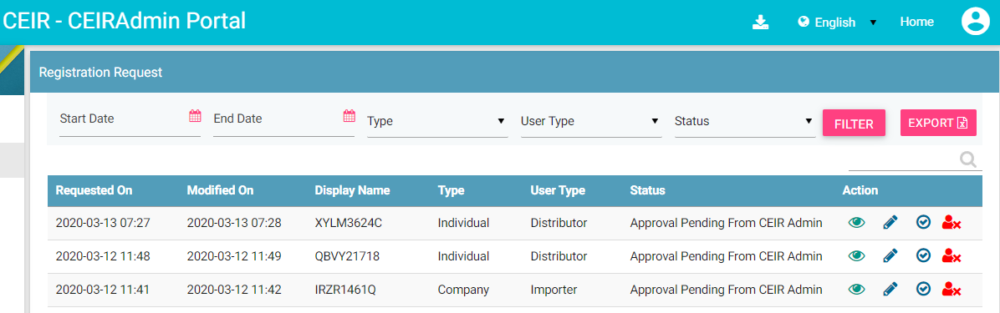 CEIR - CEIRAdmin Portal English Home
Registration Request
Start Date End Date Type User Type Status FILTER EXPORT
Requested On Modified On Display Name Type User Type Status Action
2020-03-13 07:27 2020-03-13 07:28 XYLM3624C Individual Distributor Approval Pending From CEIR Admin
2020-03-12 11:48 2020-03-12 11:49 QBVY21718 Individual Distributor Approval Pending From CEIR Admin
2020-03-12 11:41 2020-03-12 11:42 IRZR1461Q Company Importer Approval Pending From CEIR Admin